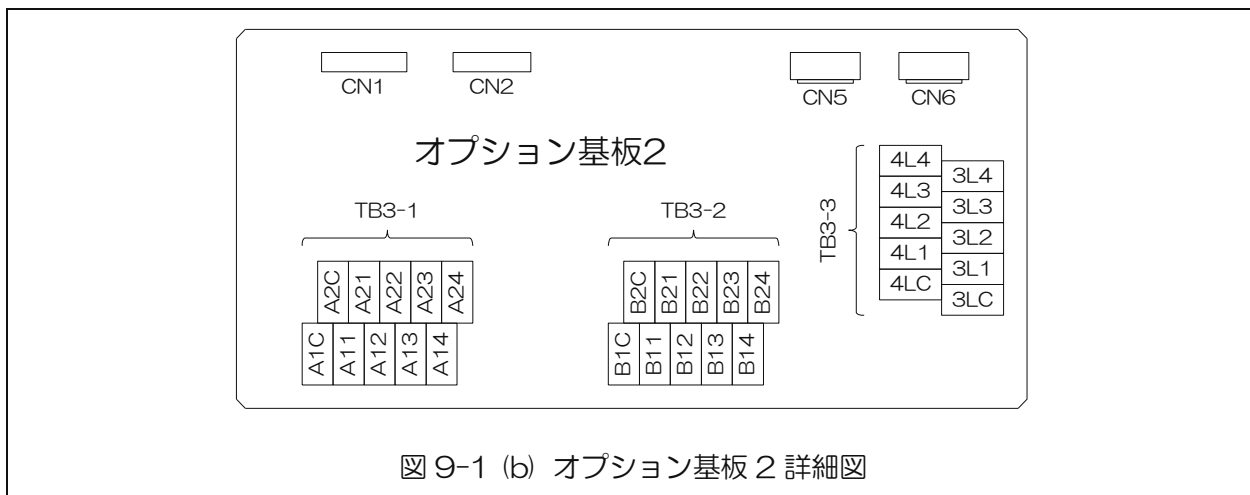 CN1 CN2 CN5 CN6
オプション基板2
TB3-1
A2C A21 A22 A23 A24
A1C A11 A12 A13 A14
TB3-2
B2C B21 B22 B23 B24
B1C B11 B12 B13 B14
TB3-3
4L4
4L3
4L2
4L1
4LC
3L4
3L3
3L2
3L1
3LC
図 9-1 (b) オプション基板 2 詳細図